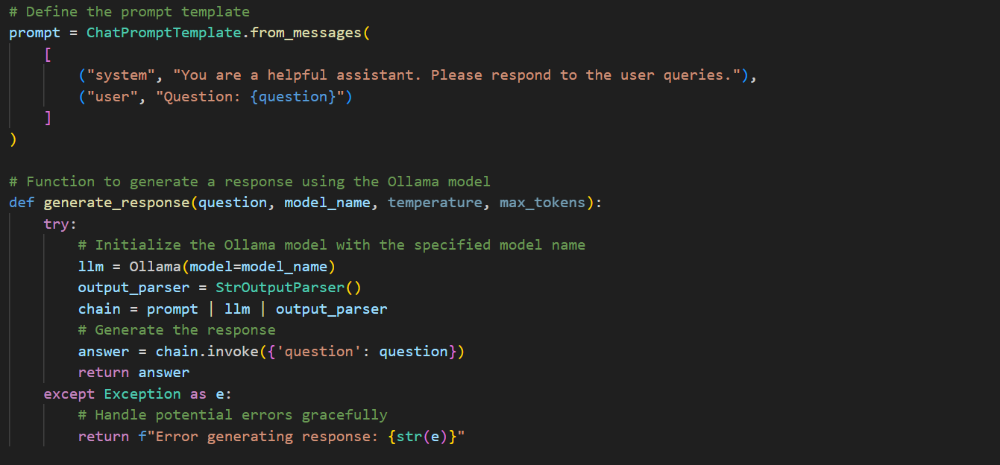 # Define the prompt template
prompt = ChatPromptTemplate.from_messages(
    [
        ("system", "You are a helpful assistant. Please respond to the user queries."),
        ("user", "Question: {question}")
    ]
)

# Function to generate a response using the Ollama model
def generate_response(question, model_name, temperature, max_tokens):
    try:
        # Initialize the Ollama model with the specified model name
        llm = Ollama(model=model_name)
        output_parser = StrOutputParser()
        chain = prompt | llm | output_parser
        # Generate the response
        answer = chain.invoke({'question': question})
        return answer
    except Exception as e:
        # Handle potential errors gracefully
        return f"Error generating response: {str(e)}"